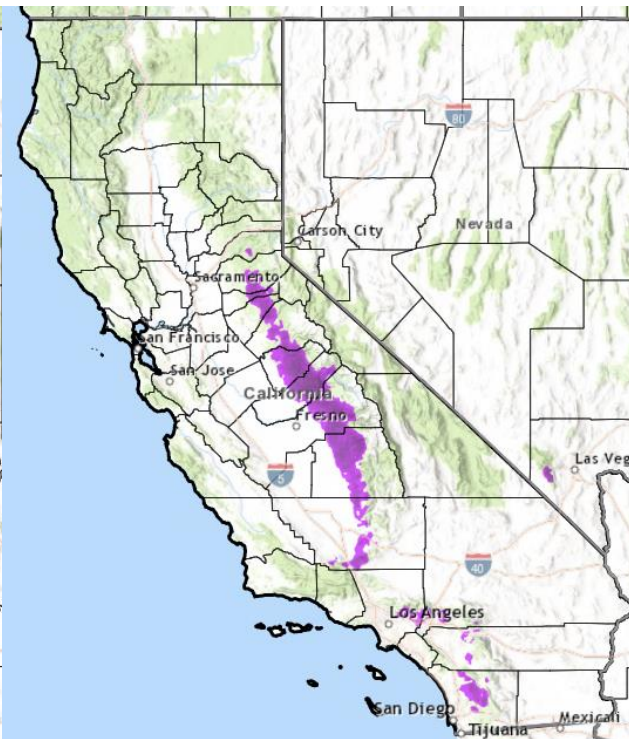 80
Carson City
Nevada
Sacramento
San Francisco
San Jose
California
Fresno
5
Las Veg
40
Los Angeles
San Diego
Mexicali
Tijuana